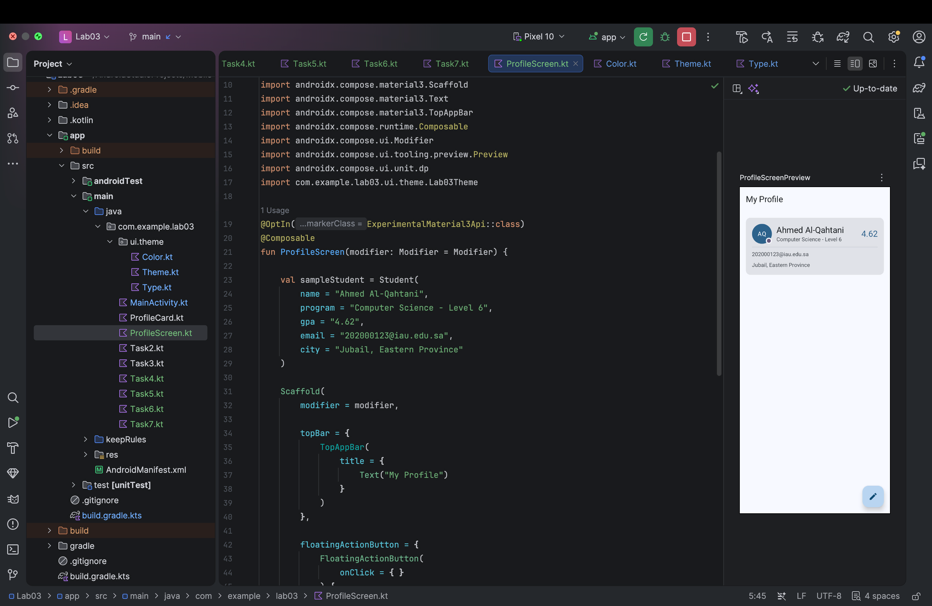 L Lab03 main Pixel 10 app
Project
Task4.kt Task5.kt Task6.kt Task7.kt ProfileScreen.kt Color.kt Theme.kt Type.kt
.gradle
.idea
.kotlin
app
build
src
androidTest
main
java
com.example.lab03
ui.theme
Color.kt
Theme.kt
Type.kt
MainActivity.kt
ProfileCard.kt
ProfileScreen.kt
Task2.kt
Task3.kt
Task4.kt
Task5.kt
Task6.kt
Task7.kt
keepRules
res
AndroidManifest.xml
test [unitTest]
.gitignore
build.gradle.kts
build
gradle
.gitignore
build.gradle.kts
10 import androidx.compose.material3.Scaffold
11 import androidx.compose.material3.Text
12 import androidx.compose.material3.TopAppBar
13 import androidx.compose.runtime.Composable
14 import androidx.compose.ui.Modifier
15 import androidx.compose.ui.tooling.preview.Preview
16 import androidx.compose.ui.unit.dp
17 import com.example.lab03.ui.theme.Lab03Theme
18
1 Usage
19 @OptIn( ...markerClass = ExperimentalMaterial3Api::class)
20 @Composable
21 fun ProfileScreen(modifier: Modifier = Modifier) {
22
23 val sampleStudent = Student(
24 name = "Ahmed Al-Qahtani",
25 program = "Computer Science - Level 6",
26 gpa = "4.62",
27 email = "202000123@iau.edu.sa",
28 city = "Jubail, Eastern Province"
29 )
30
31 Scaffold(
32 modifier = modifier,
33
34 topBar = {
35 TopAppBar(
36 title = {
37 Text("My Profile")
38 }
39 )
40 },
41
42 floatingActionButton = {
43 FloatingActionButton(
44 onClick = { }
Up-to-date
ProfileScreenPreview
My Profile
AQ
Ahmed Al-Qahtani
Computer Science - Level 6
4.62
202000123@iau.edu.sa
Jubail, Eastern Province
Lab03 > app > src > main > java > com > example > lab03 > ProfileScreen.kt
5:45 LF UTF-8 4 spaces